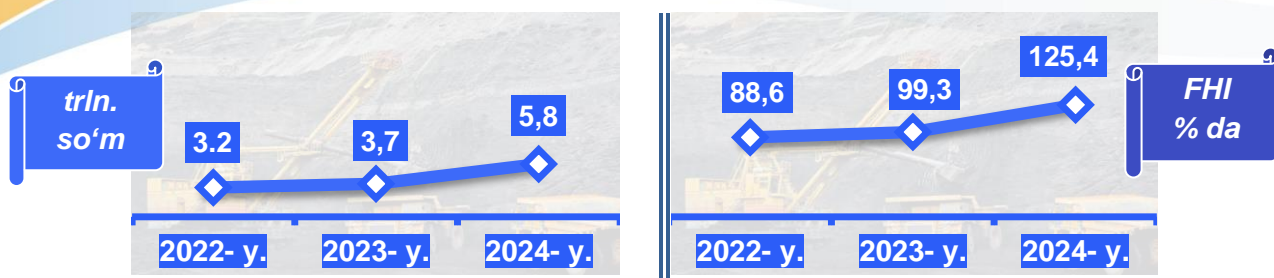 trln.
so‘m
3.2
3,7
5,8
2022- y.
2023- y.
2024- y.
88,6
99,3
125,4
FHI
% da
2022- y.
2023- y.
2024- y.